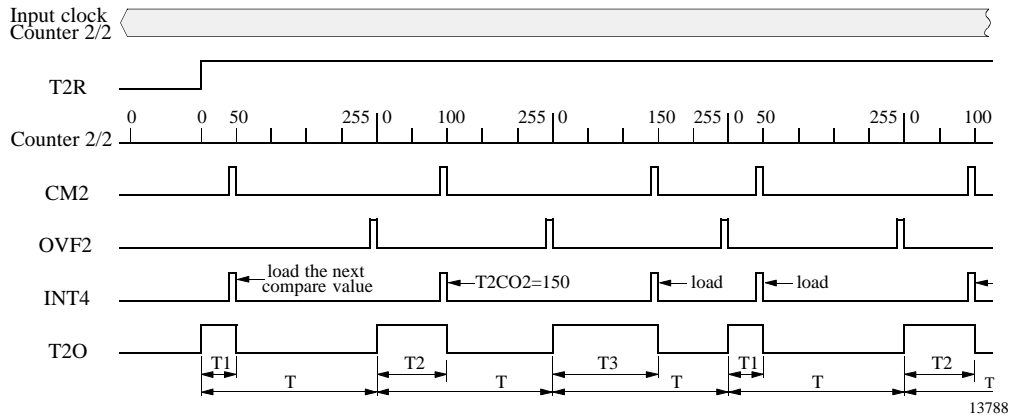 Input clock
Counter 2/2
T2R
0 0 50 255 0 100 255 0 150 255 0 50 255 0 100
Counter 2/2
CM2
OVF2
INT4
load the next
compare value
T2CO2=150
load
load
T2O
T1 T2 T3 T1 T2
T T T T T
13788